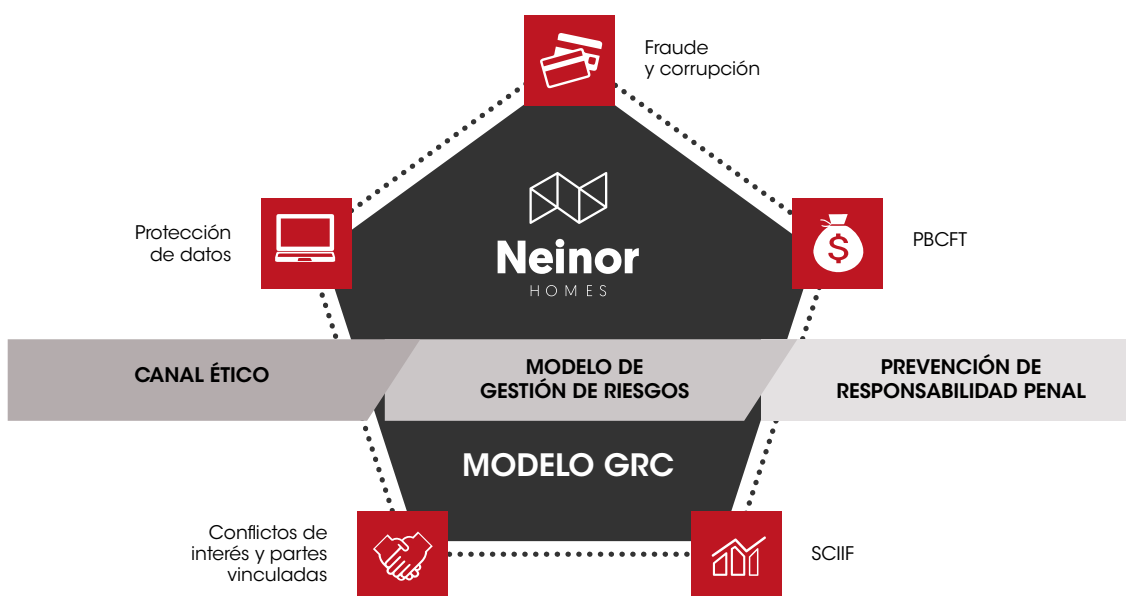 Fraude
y corrupción
Protección
de datos
Neinor
HOMES
$
PBCFT
CANAL ÉTICO
MODELO DE
GESTIÓN DE RIESGOS
PREVENCIÓN DE
RESPONSABILIDAD PENAL
MODELO GRC
Conflictos de
interés y partes
vinculadas
SCIIF